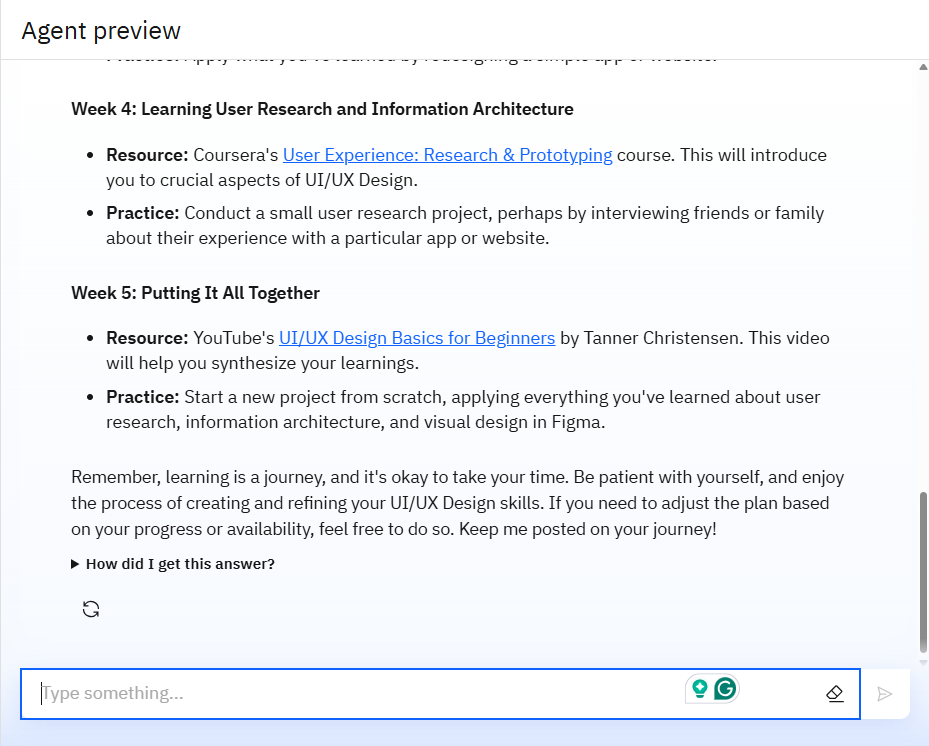 Agent preview
Practice: Apply what you've learned by redesigning a simple app or website.
Week 4: Learning User Research and Information Architecture
• Resource: Coursera's User Experience: Research & Prototyping course. This will introduce
you to crucial aspects of UI/UX Design.
• Practice: Conduct a small user research project, perhaps by interviewing friends or family
about their experience with a particular app or website.
Week 5: Putting It All Together
• Resource: YouTube's UI/UX Design Basics for Beginners by Tanner Christensen. This video
will help you synthesize your learnings.
• Practice: Start a new project from scratch, applying everything you've learned about user
research, information architecture, and visual design in Figma.
Remember, learning is a journey, and it's okay to take your time. Be patient with yourself, and enjoy
the process of creating and refining your UI/UX Design skills. If you need to adjust the plan based
on your progress or availability, feel free to do so. Keep me posted on your journey!
How did I get this answer?
Type something...